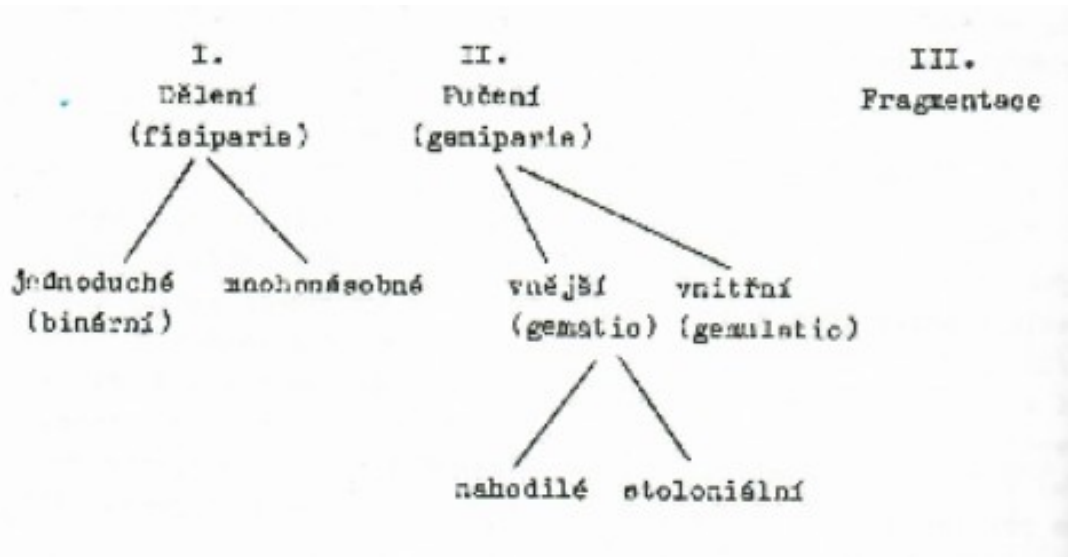 I.
Dělení
(fisiparie)
II.
Pučení
(gemiparie)
III.
Fragmentace
jednoduché
(binární)
mnohonásobné
vnější
(gematio)
vnitřní
(gemulatio)
nahodilé
stoloniální